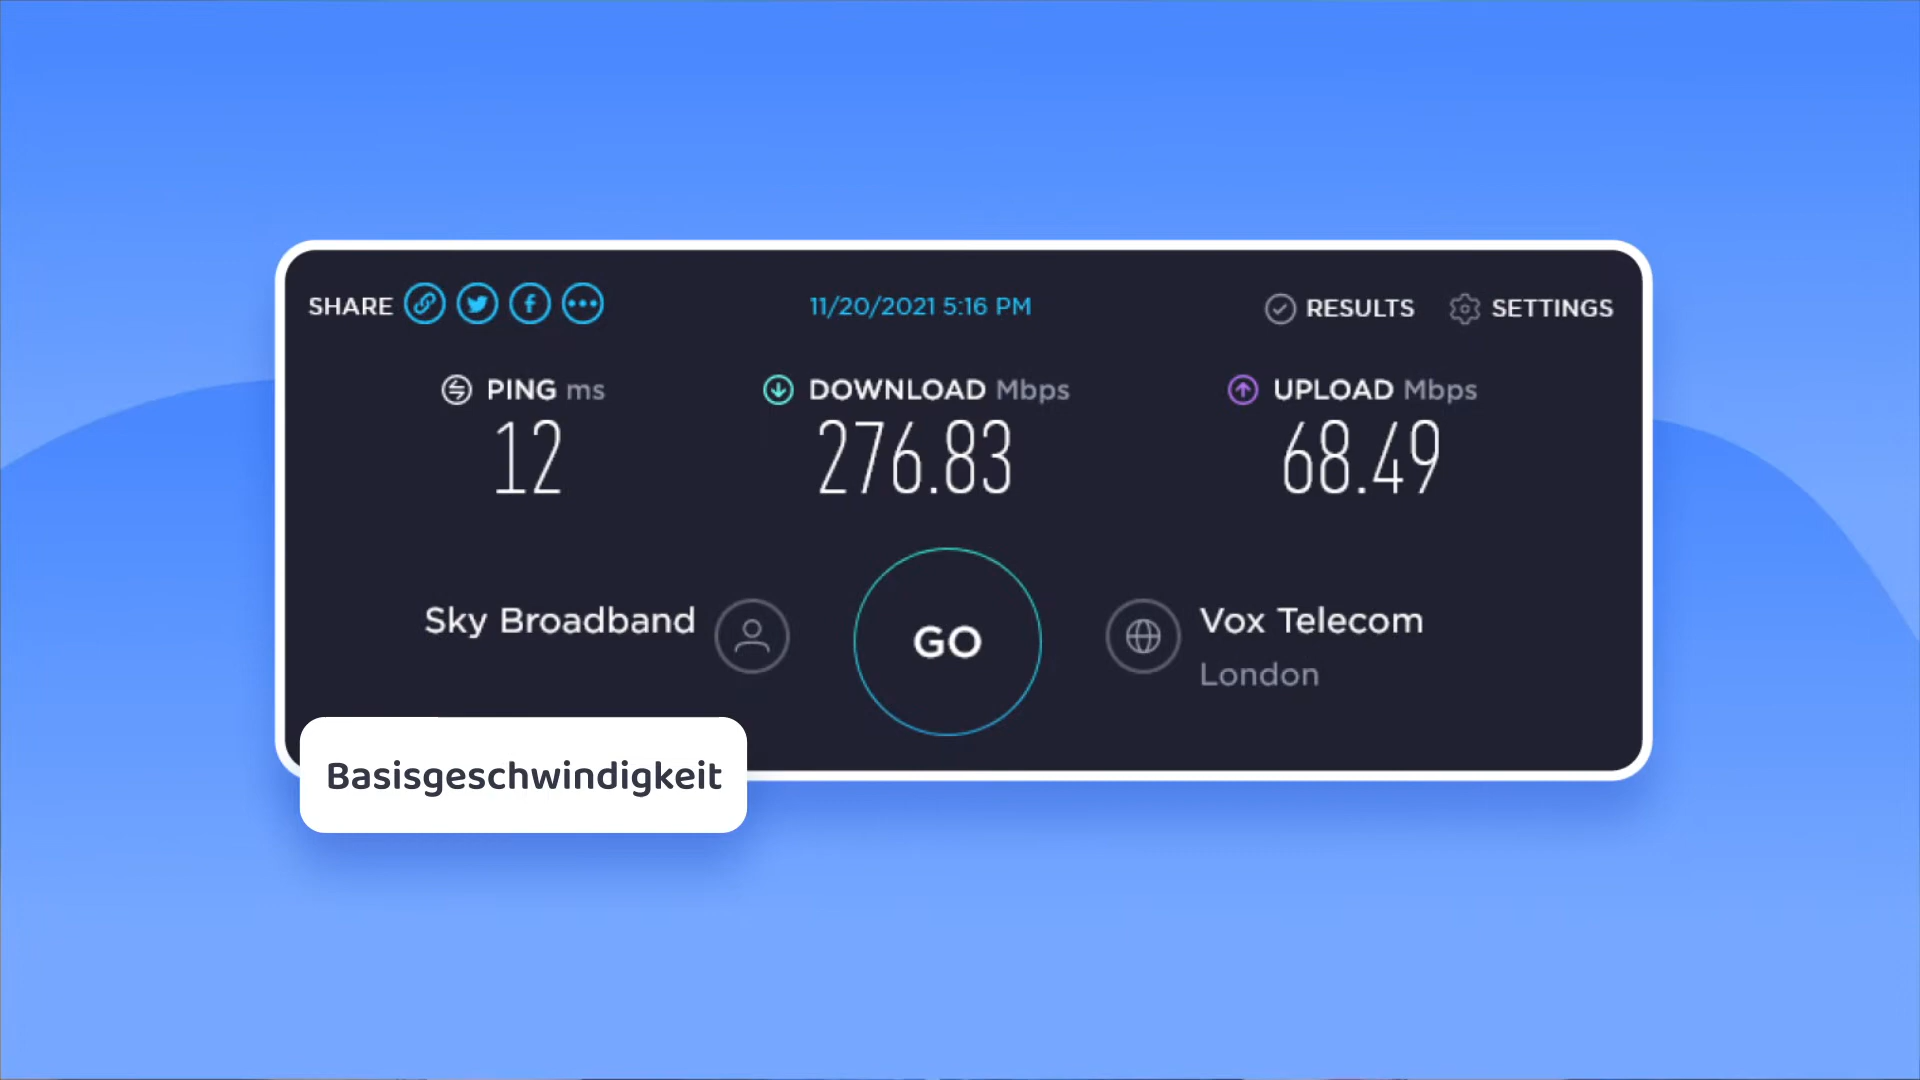 SHARE 11/20/2021 5:16 PM RESULTS SETTINGS
PING ms DOWNLOAD Mbps UPLOAD Mbps
12 276.83 68.49
Sky Broadband GO Vox Telecom
London
Basisgeschwindigkeit